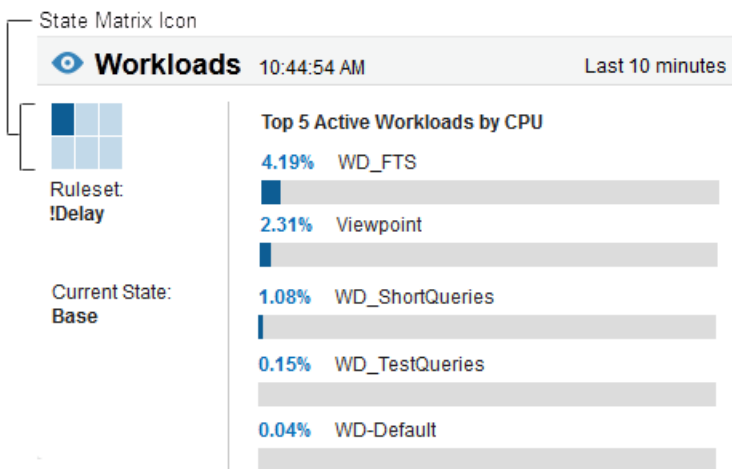 State Matrix Icon
Workloads 10:44:54 AM Last 10 minutes
Top 5 Active Workloads by CPU
4.19% WD_FTS
Ruleset:
!Delay
2.31% Viewpoint
Current State:
Base
1.08% WD_ShortQueries
0.15% WD_TestQueries
0.04% WD-Default